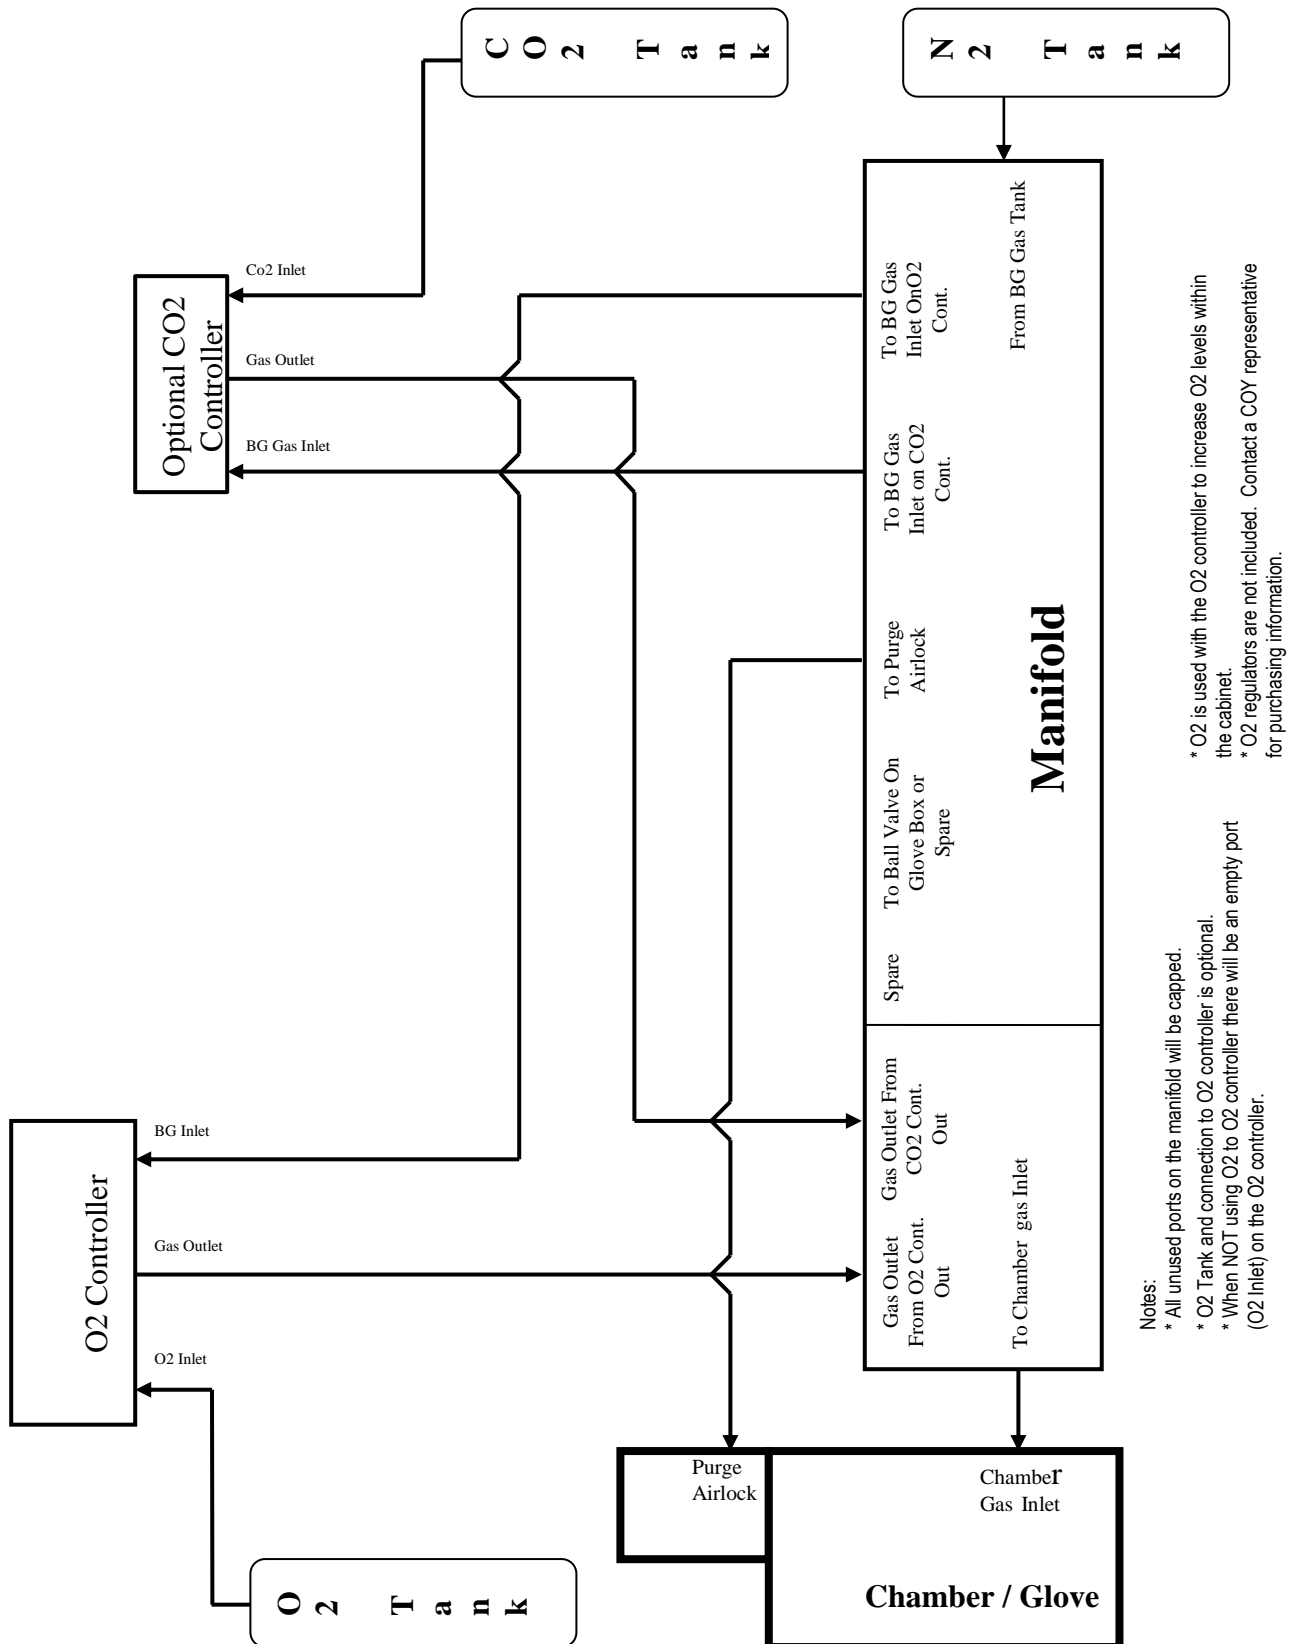 CO2 Tank
N2 Tank
Co2 Inlet
Gas Outlet
BG Gas Inlet
Optional CO2
Controller
To BG Gas
Inlet OnO2
Cont.
From BG Gas Tank
To BG Gas
Inlet on CO2
Cont.
To Purge
Airlock
To Ball Valve On
Glove Box or
Spare
Spare
Manifold
BG Inlet
Gas Outlet
O2 Inlet
O2 Controller
Gas Outlet From
CO2 Cont.
Out
Gas Outlet
From O2 Cont.
Out
To Chamber gas Inlet
Purge
Airlock
Chamber
Gas Inlet
Chamber / Glove
O2 Tank
Notes:
* All unused ports on the manifold will be capped.
* O2 Tank and connection to O2 controller is optional.
* When NOT using O2 to O2 controller there will be an empty port
(O2 Inlet) on the O2 controller.
* O2 is used with the O2 controller to increase O2 levels within
the cabinet.
* O2 regulators are not included. Contact a COY representative
for purchasing information.